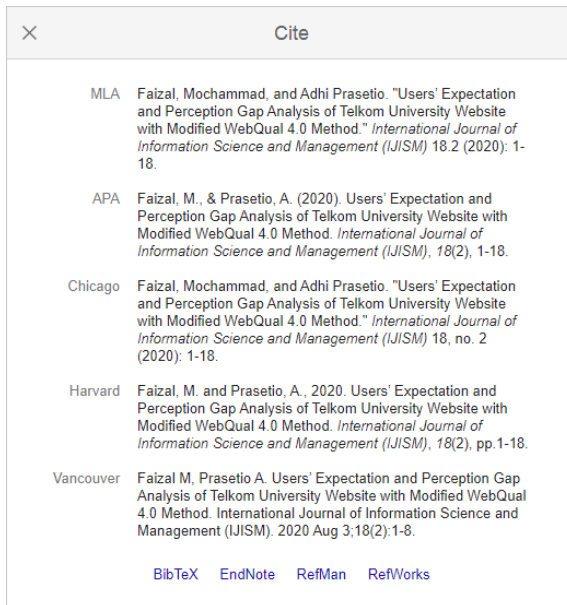 Cite
MLA Faizal, Mochammad, and Adhi Prasetio. "Users' Expectation
and Perception Gap Analysis of Telkom University Website
with Modified WebQual 4.0 Method." International Journal of
Information Science and Management (IJISM) 18.2 (2020): 1-
18.
APA Faizal, M., & Prasetio, A. (2020). Users' Expectation and
Perception Gap Analysis of Telkom University Website with
Modified WebQual 4.0 Method. International Journal of
Information Science and Management (IJISM), 18(2), 1-18.
Chicago Faizal, Mochammad, and Adhi Prasetio. "Users' Expectation
and Perception Gap Analysis of Telkom University Website
with Modified WebQual 4.0 Method." International Journal of
Information Science and Management (IJISM) 18, no. 2
(2020): 1-18.
Harvard Faizal, M. and Prasetio, A., 2020. Users' Expectation and
Perception Gap Analysis of Telkom University Website with
Modified WebQual 4.0 Method. International Journal of
Information Science and Management (IJISM), 18(2), pp.1-18.
Vancouver Faizal M, Prasetio A. Users' Expectation and Perception Gap
Analysis of Telkom University Website with Modified WebQual
4.0 Method. International Journal of Information Science and
Management (IJISM). 2020 Aug 3;18(2):1-8.
BibTeX EndNote RefMan RefWorks